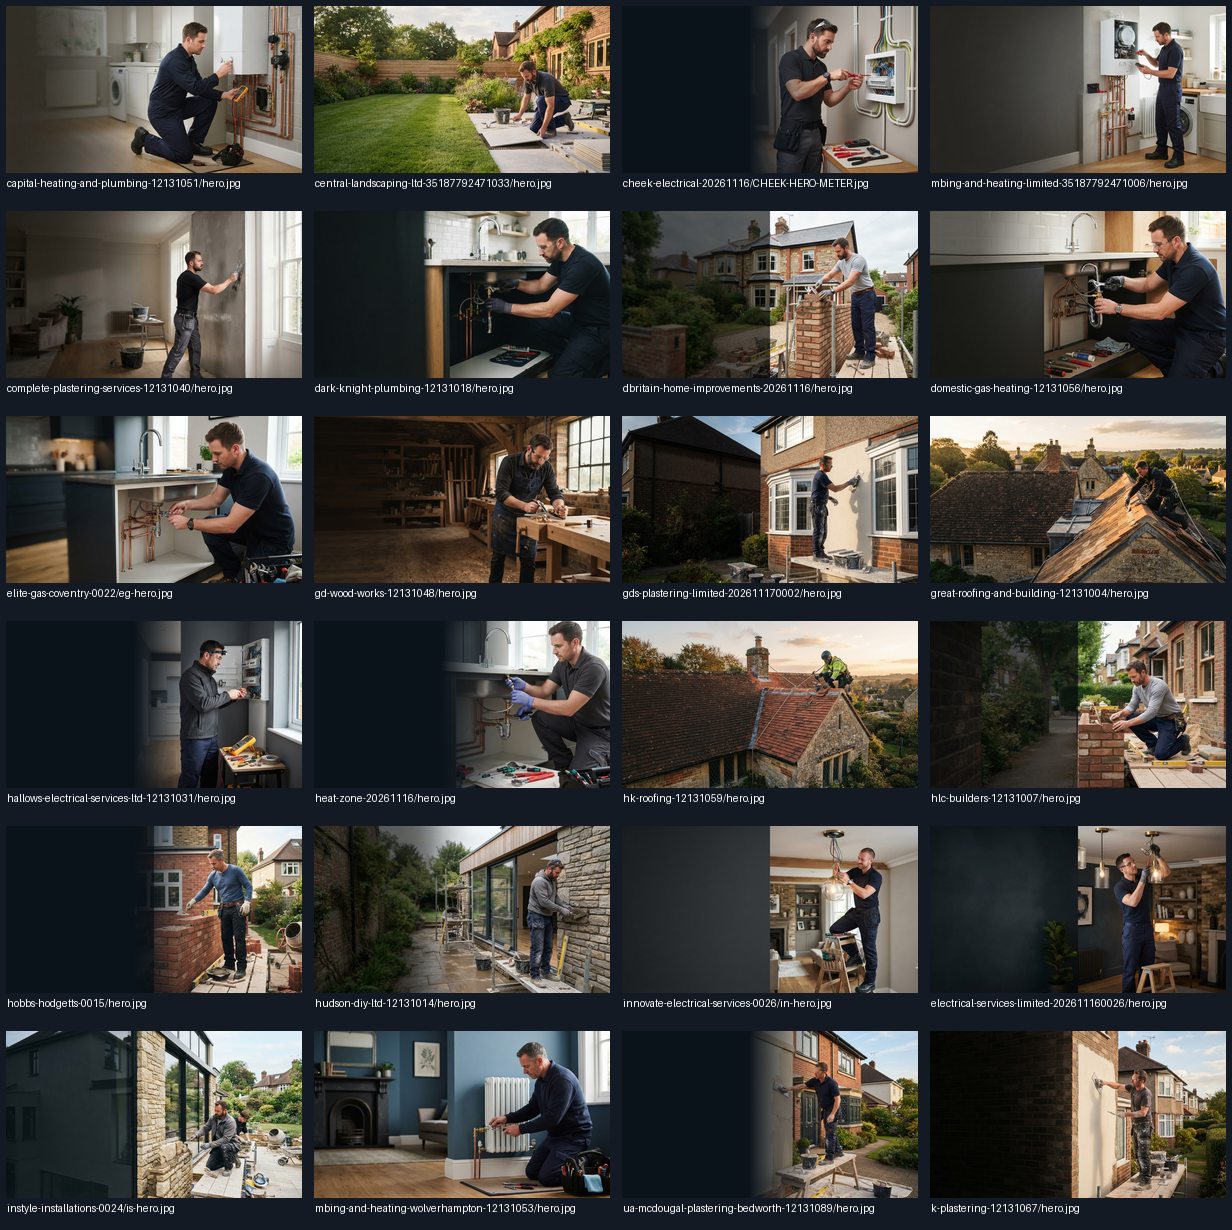 capital-heating-and-plumbing-12131051/hero.jpg
central-landscaping-ltd-35187792471033/hero.jpg
cheek-electrical-20261116/CHEEK-HERO-METER.jpg
mbing-and-heating-limited-35187792471006/hero.jpg
complete-plastering-services-12131040/hero.jpg
dark-knight-plumbing-12131018/hero.jpg
dbritain-home-improvements-20261116/hero.jpg
domestic-gas-heating-12131056/hero.jpg
elite-gas-coventry-0022/eg-hero.jpg
gd-wood-works-12131048/hero.jpg
gds-plastering-limited-202611170002/hero.jpg
great-roofing-and-building-12131004/hero.jpg
hallows-electrical-services-ltd-12131031/hero.jpg
heat-zone-20261116/hero.jpg
hk-roofing-12131059/hero.jpg
hlc-builders-12131007/hero.jpg
hobbs-hodgetts-0015/hero.jpg
hudson-diy-ltd-12131014/hero.jpg
innovate-electrical-services-0026/in-hero.jpg
electrical-services-limited-202611160026/hero.jpg
instyle-installations-0024/is-hero.jpg
mbing-and-heating-wolverhampton-12131053/hero.jpg
ua-mcdougal-plastering-bedworth-12131089/hero.jpg
k-plastering-12131067/hero.jpg